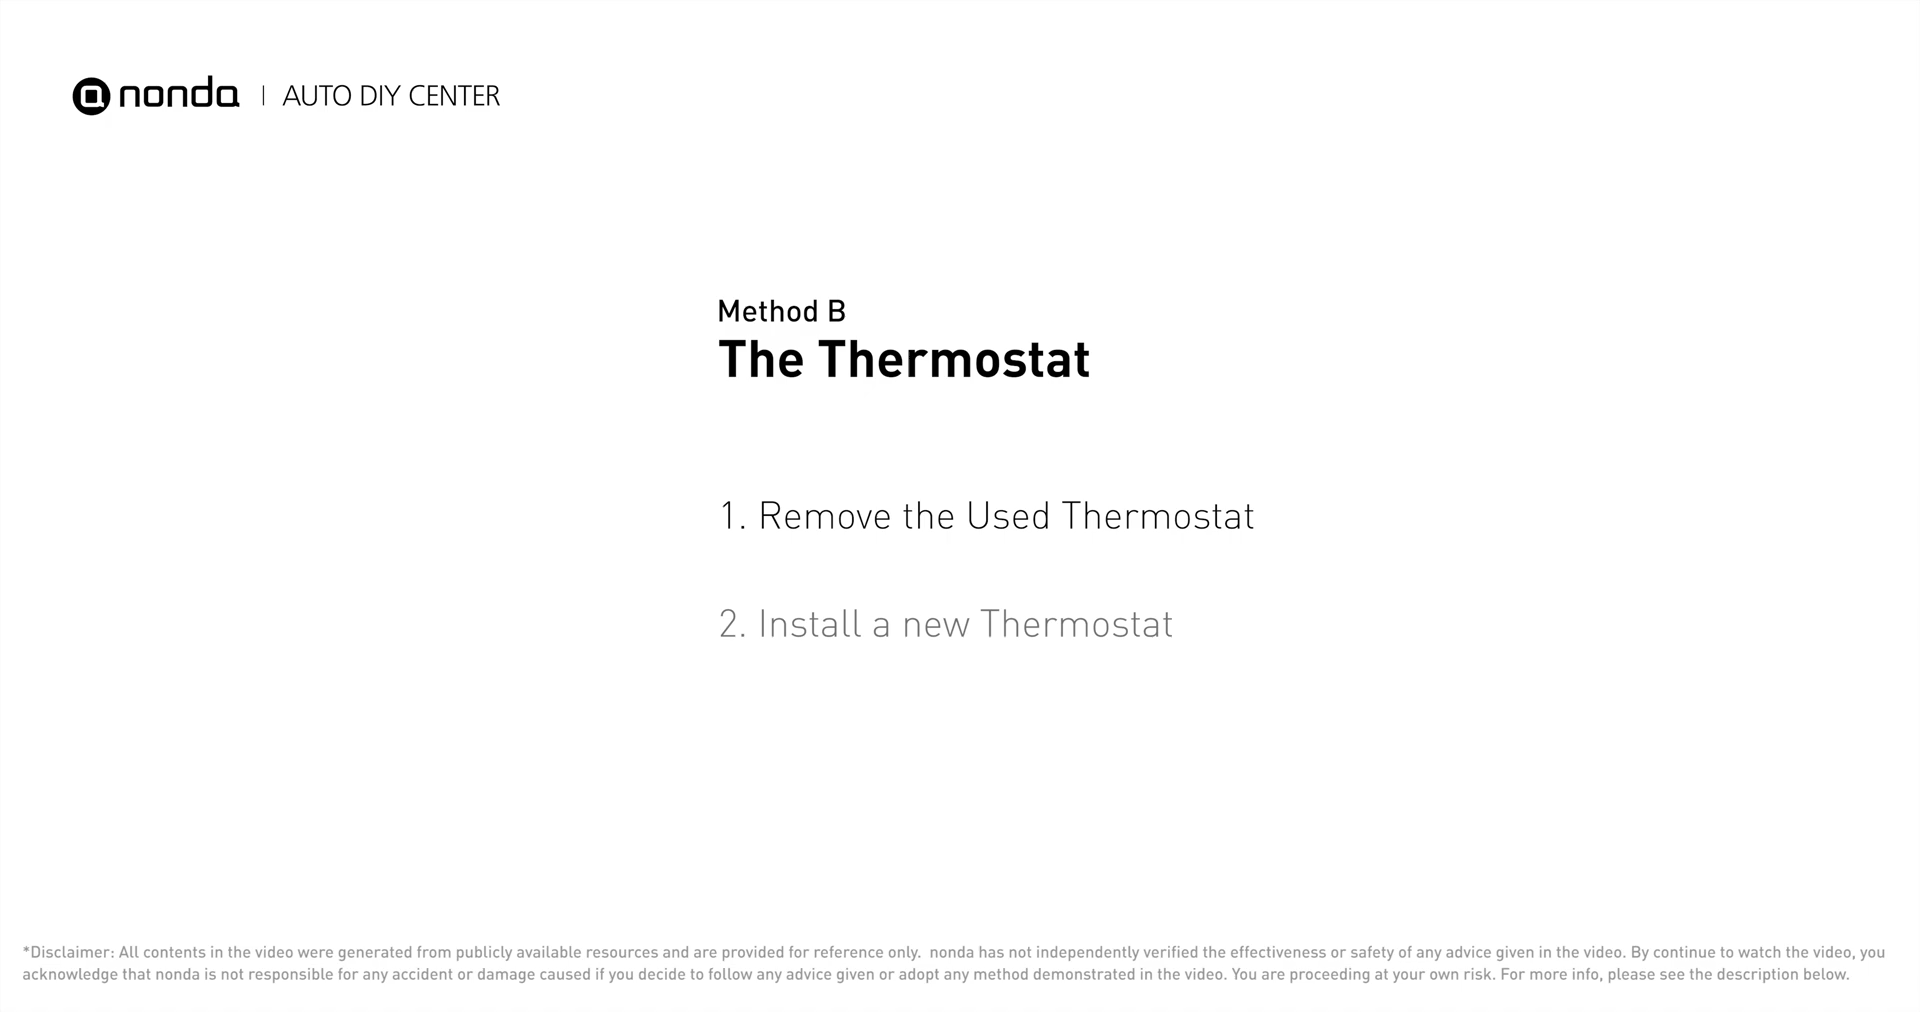 nonda | AUTO DIY CENTER
Method B
The Thermostat
1. Remove the Used Thermostat
2. Install a new Thermostat
*Disclaimer: All contents in the video were generated from publicly available resources and are provided for reference only.  nonda has not independently verified the effectiveness or safety of any advice given in the video. By continue to watch the video, you
acknowledge that nonda is not responsible for any accident or damage caused if you decide to follow any advice given or adopt any method demonstrated in the video. You are proceeding at your own risk. For more info, please see the description below.